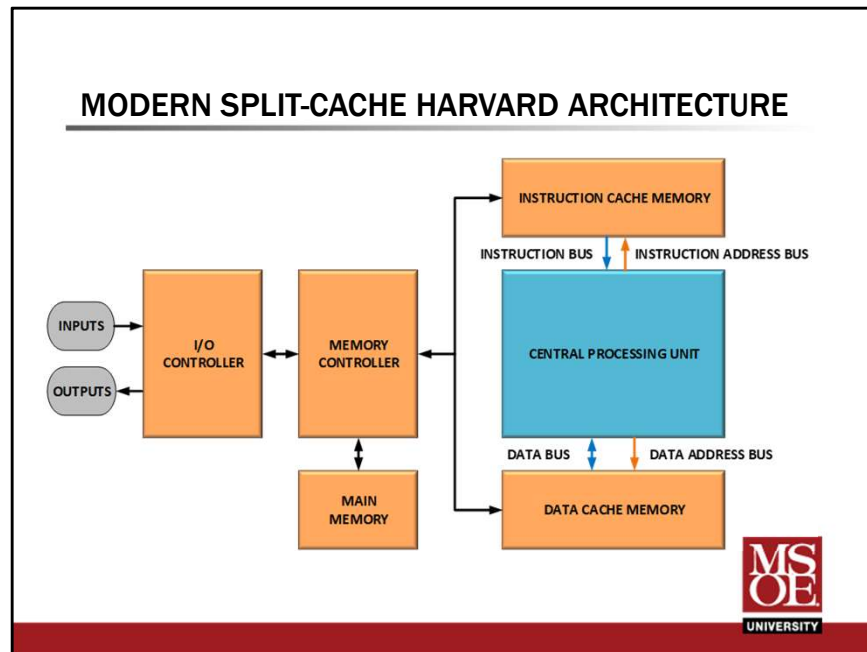 MODERN SPLIT-CACHE HARVARD ARCHITECTURE
INSTRUCTION CACHE MEMORY
INSTRUCTION BUS
INSTRUCTION ADDRESS BUS
INPUTS
OUTPUTS
I/O
CONTROLLER
MEMORY
CONTROLLER
CENTRAL PROCESSING UNIT
DATA BUS
DATA ADDRESS BUS
MAIN
MEMORY
DATA CACHE MEMORY
MS
OE
UNIVERSITY